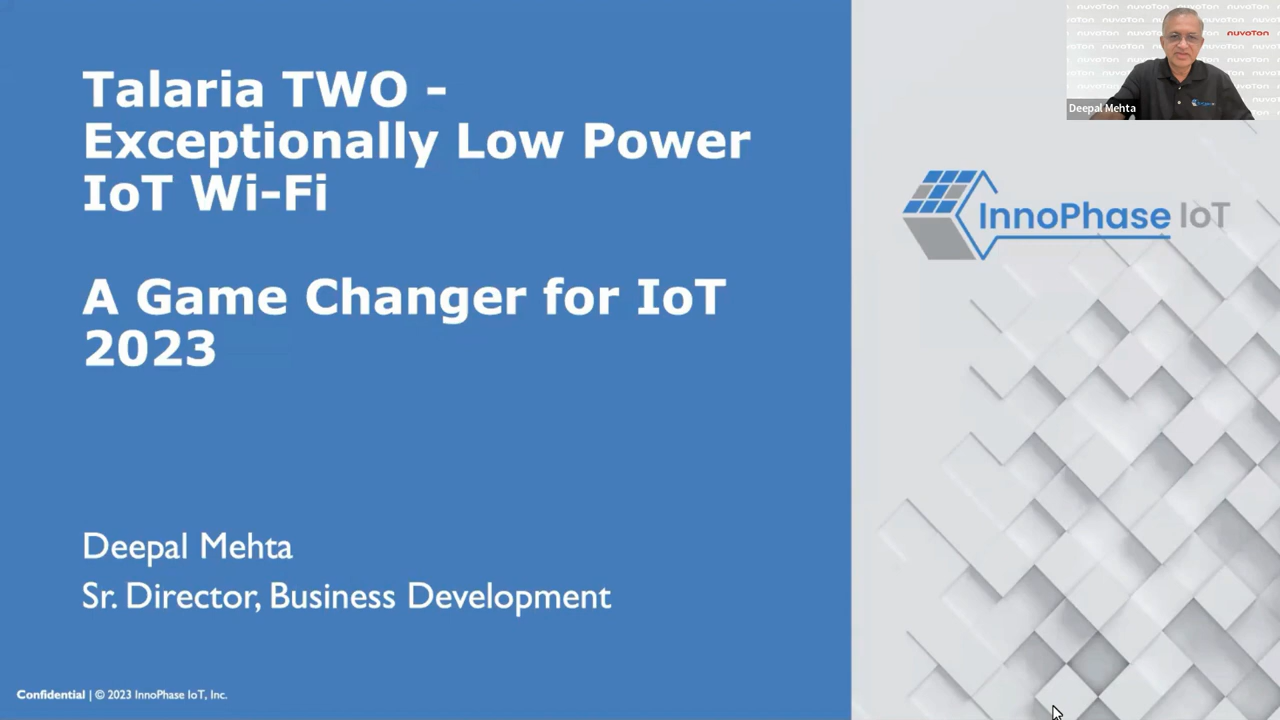 Talaria TWO -
Exceptionally Low Power
IoT Wi-Fi
A Game Changer for IoT
2023
Deepal Mehta
Sr. Director, Business Development
Confidential | © 2023 InnoPhase IoT, Inc.
InnoPhase IoT
nuvoTon
Deepal Mehta